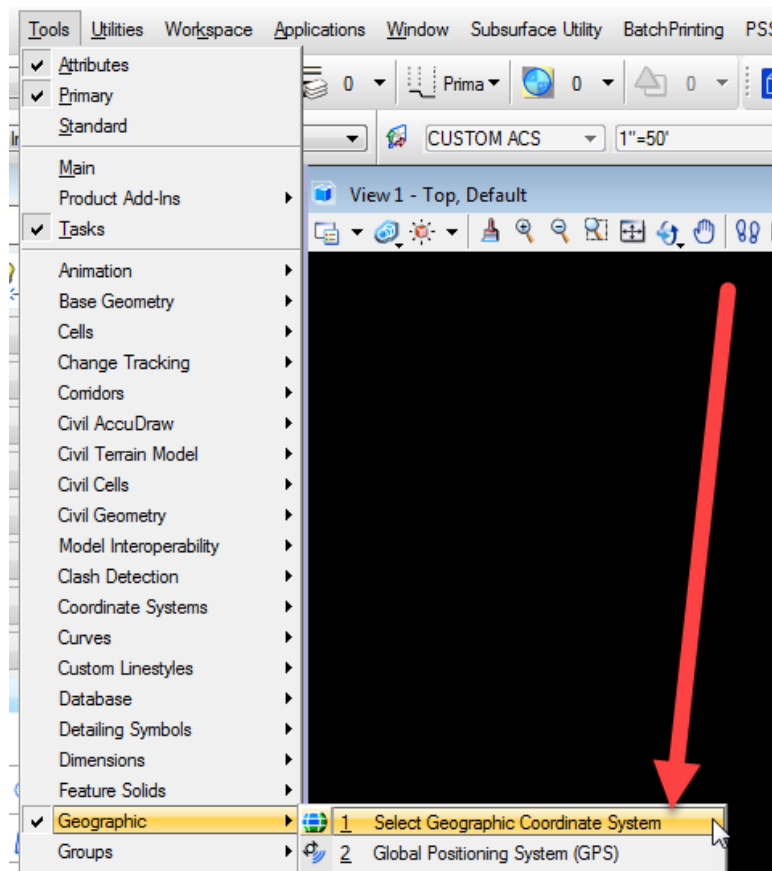 Tools Utilities Workspace Applications Window Subsurface Utility BatchPrinting
Attributes
Primary
Standard
0 Prima 0 0
CUSTOM ACS 1"=50'
Main
Product Add-Ins
Tasks
View 1 - Top, Default
Animation
Base Geometry
Cells
Change Tracking
Corridors
Civil AccuDraw
Civil Terrain Model
Civil Cells
Civil Geometry
Model Interoperability
Clash Detection
Coordinate Systems
Curves
Custom Linestyles
Database
Detailing Symbols
Dimensions
Feature Solids
Geographic
1 Select Geographic Coordinate System
Groups
2 Global Positioning System (GPS)